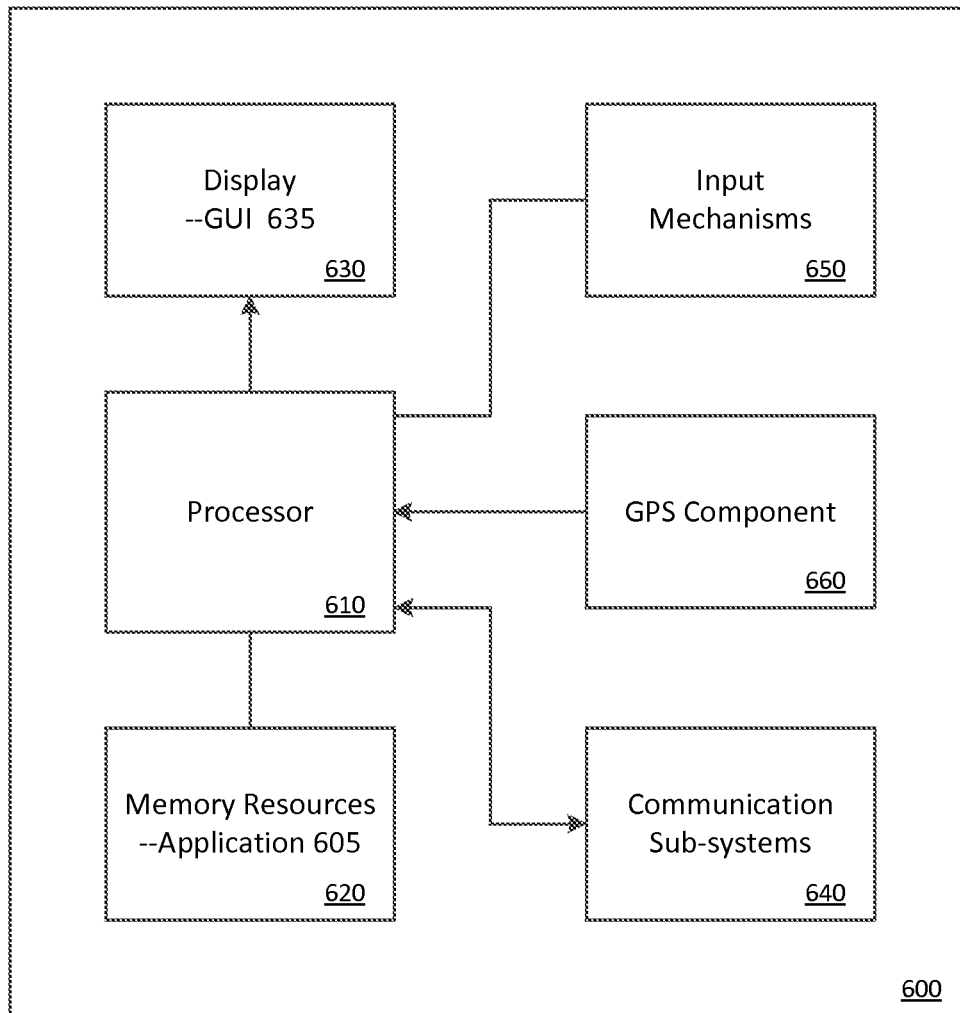 Display
--GUI 635
630
Input
Mechanisms
650
Processor
610
GPS Component
660
Memory Resources
--Application 605
620
Communication
Sub-systems
640
600